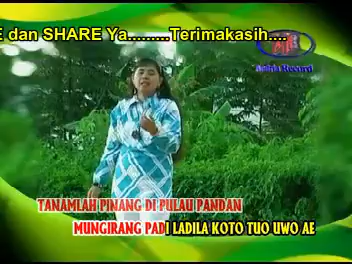 E dan SHARE Ya.........Terimakasih....
TANAMLAH PINANG DI PULAU PANDAN
MUNGIRANG PADI LADILA KOTO TUO UWO AE